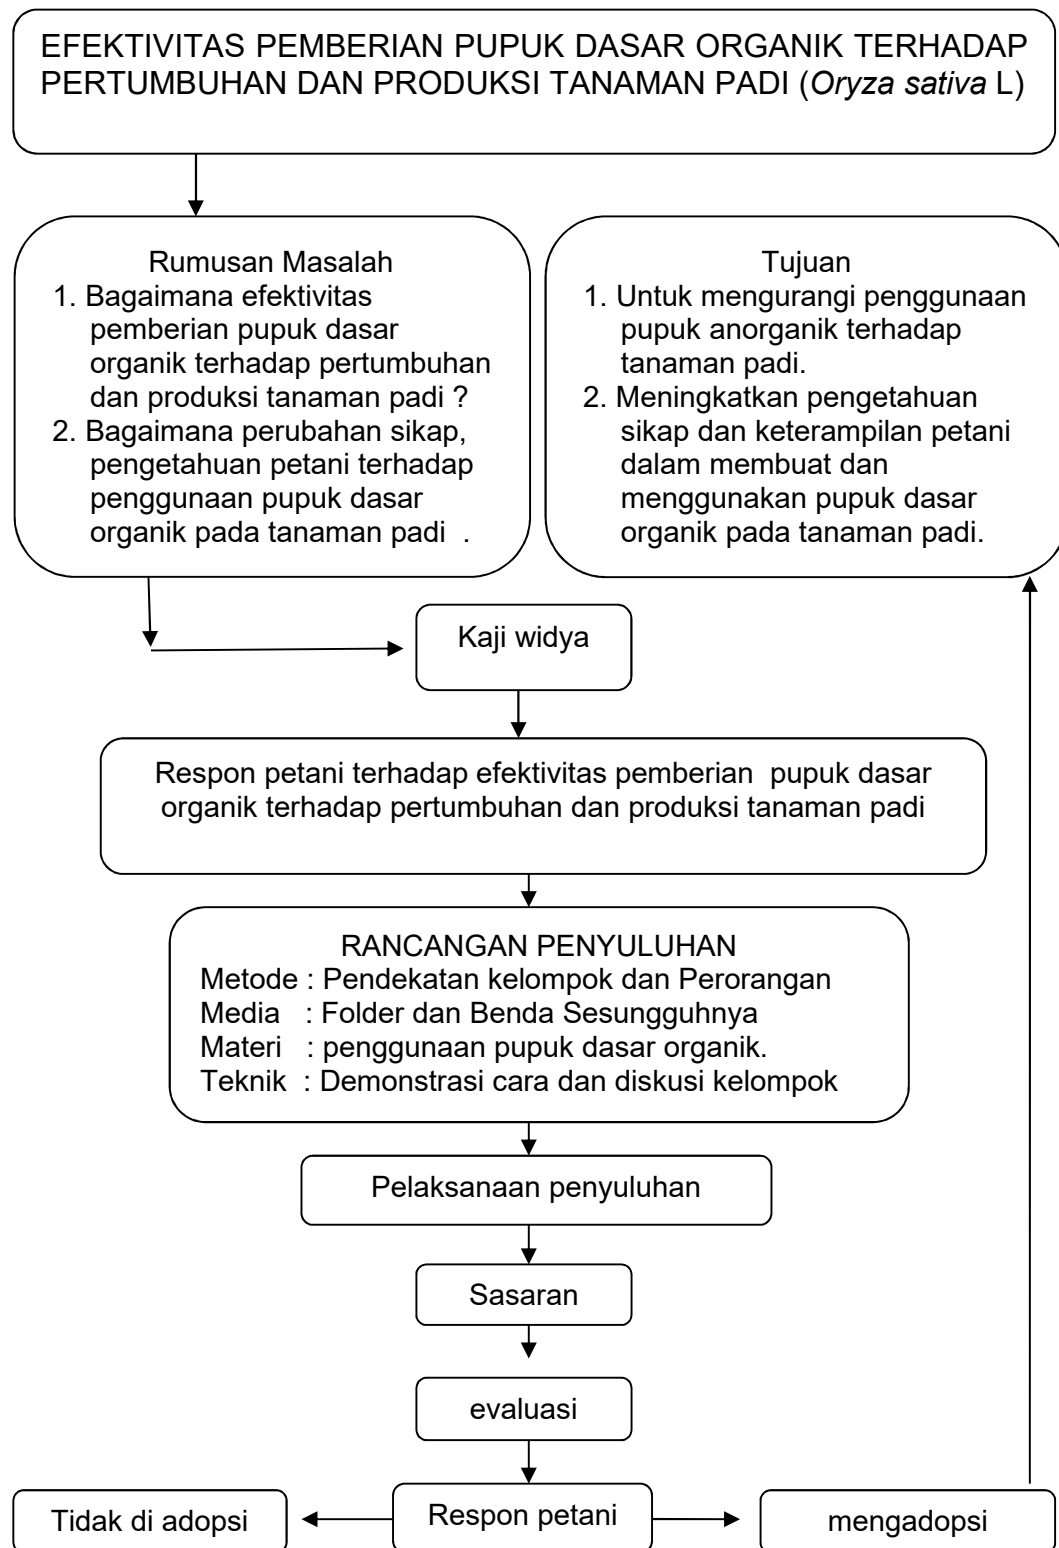 EFEKTIVITAS PEMBERIAN PUPUK DASAR ORGANIK TERHADAP
PERTUMBUHAN DAN PRODUKSI TANAMAN PADI (Oryza sativa L)
Rumusan Masalah
1. Bagaimana efektivitas
pemberian pupuk dasar
organik terhadap pertumbuhan
dan produksi tanaman padi ?
2. Bagaimana perubahan sikap,
pengetahuan petani terhadap
penggunaan pupuk dasar
organik pada tanaman padi .
Tujuan
1. Untuk mengurangi penggunaan
pupuk anorganik terhadap
tanaman padi.
2. Meningkatkan pengetahuan
sikap dan keterampilan petani
dalam membuat dan
menggunakan pupuk dasar
organik pada tanaman padi.
Kaji widya
Respon petani terhadap efektivitas pemberian pupuk dasar
organik terhadap pertumbuhan dan produksi tanaman padi
RANCANGAN PENYULUHAN
Metode : Pendekatan kelompok dan Perorangan
Media : Folder dan Benda Sesungguhnya
Materi : penggunaan pupuk dasar organik.
Teknik : Demonstrasi cara dan diskusi kelompok
Pelaksanaan penyuluhan
Sasaran
evaluasi
Tidak di adopsi
Respon petani
mengadopsi